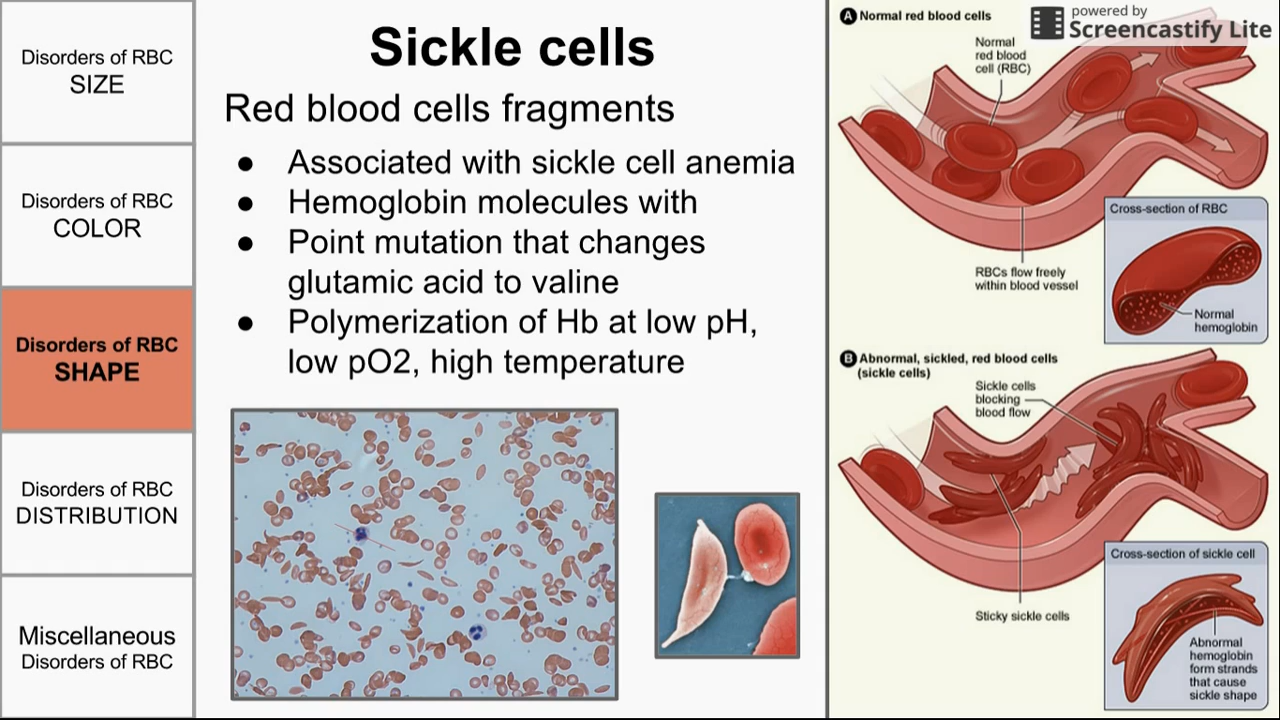 Disorders of RBC
SIZE
Disorders of RBC
COLOR
Disorders of RBC
SHAPE
Disorders of RBC
DISTRIBUTION
Miscellaneous
Disorders of RBC
Sickle cells
Red blood cells fragments
● Associated with sickle cell anemia
● Hemoglobin molecules with
● Point mutation that changes
glutamic acid to valine
● Polymerization of Hb at low pH,
low pO2, high temperature
A Normal red blood cells
powered by
Screencastify Lite
Normal
red blood
cell (RBC)
Cross-section of RBC
RBCs flow freely
within blood vessel
Normal
hemoglobin
B Abnormal, sickled, red blood cells
(sickle cells)
Sickle cells
blocking
blood flow
Cross-section of sickle cell
Sticky sickle cells
Abnormal
hemoglobin
form strands
that cause
sickle shape